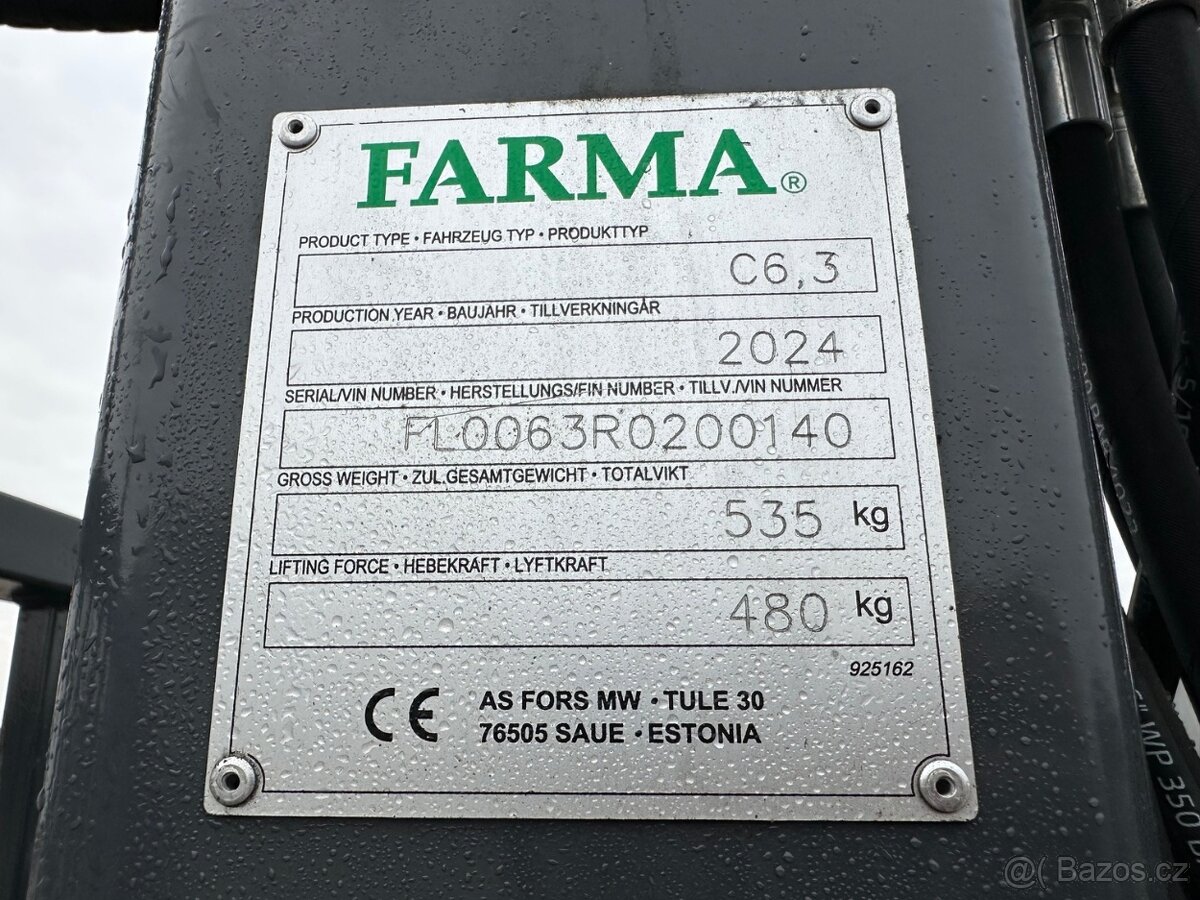 FARMA®
PRODUCT TYPE • FAHRZEUG TYP • PRODUKTTYP
C6,3
PRODUCTION YEAR • BAUJAHR • TILLVERKNINGÅR
2024
SERIAL/VIN NUMBER • HERSTELLUNGS/FIN NUMBER • TILLV./VIN NUMMER
FL0063R0200140
GROSS WEIGHT • ZUL.GESAMTGEWICHT • TOTALVIKT
535 kg
LIFTING FORCE • HEBEKRAFT • LYFTKRAFT
480 kg
925162
CE AS FORS MW • TULE 30
76505 SAUE • ESTONIA
WP 350
@( Bazos.cz